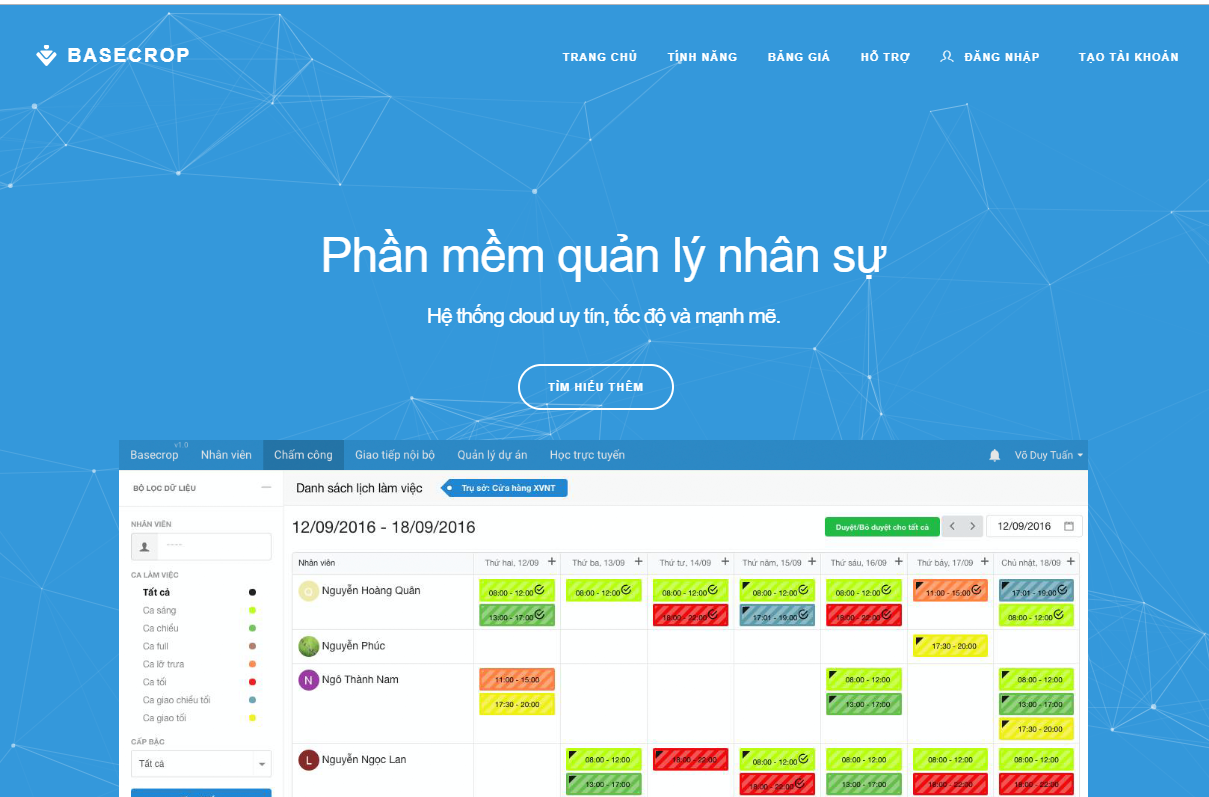 BASECROP
TRANG CHỦ TÍNH NĂNG BẢNG GIÁ HỖ TRỢ ĐĂNG NHẬP TẠO TÀI KHOẢN
Phần mềm quản lý nhân sự
Hệ thống cloud uy tín, tốc độ và mạnh mẽ.
TÌM HIỂU THÊM
Basecrop v1.0 Nhân viên Chấm công Giao tiếp nội bộ Quản lý dự án Học trực tuyến Võ Duy Tuấn
BỘ LỌC DỮ LIỆU Danh sách lịch làm việc Trụ sở: Cửa hàng XVNT
12/09/2016 - 18/09/2016 Duyệt/Bỏ duyệt cho tất cả 12/09/2016
NHÂN VIÊN
----
CA LÀM VIỆC
Tất cả
Ca sáng
Ca chiều
Ca full
Ca lỡ trưa
Ca tối
Ca giao chiều tối
Ca giao tối
CẤP BẬC
Tất cả
Nhân viên Thứ hai, 12/09 Thứ ba, 13/09 Thứ tư, 14/09 Thứ năm, 15/09 Thứ sáu, 16/09 Thứ bảy, 17/09 Chủ nhật, 18/09
Q Nguyễn Hoàng Quân 08:00 - 12:00 08:00 - 12:00 08:00 - 12:00 08:00 - 12:00 08:00 - 12:00 11:00 - 15:00 17:01 - 19:00
13:00 - 17:00 18:00 - 22:00 17:01 - 19:00 18:00 - 22:00 08:00 - 12:00
Nguyễn Phúc 17:30 - 20:00
N Ngô Thành Nam 11:00 - 15:00 08:00 - 12:00 08:00 - 12:00
17:30 - 20:00 13:00 - 17:00 13:00 - 17:00
17:30 - 20:00
L Nguyễn Ngọc Lan 08:00 - 12:00 18:00 - 22:00 08:00 - 12:00 08:00 - 12:00 08:00 - 12:00 08:00 - 12:00
13:00 - 17:00 18:00 - 22:00 13:00 - 17:00 18:00 - 22:00 18:00 - 22:00